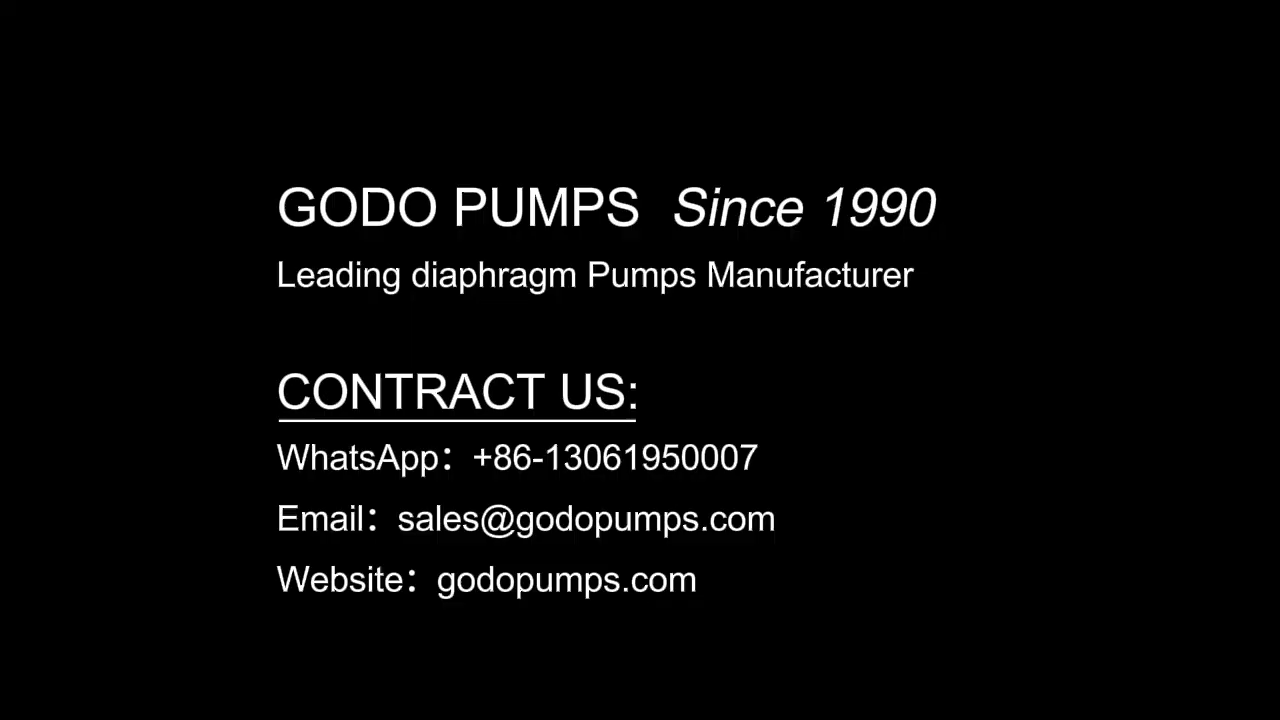 GODO PUMPS Since 1990
Leading diaphragm Pumps Manufacturer
CONTRACT US:
WhatsApp：+86-13061950007
Email：sales@godopumps.com
Website：godopumps.com